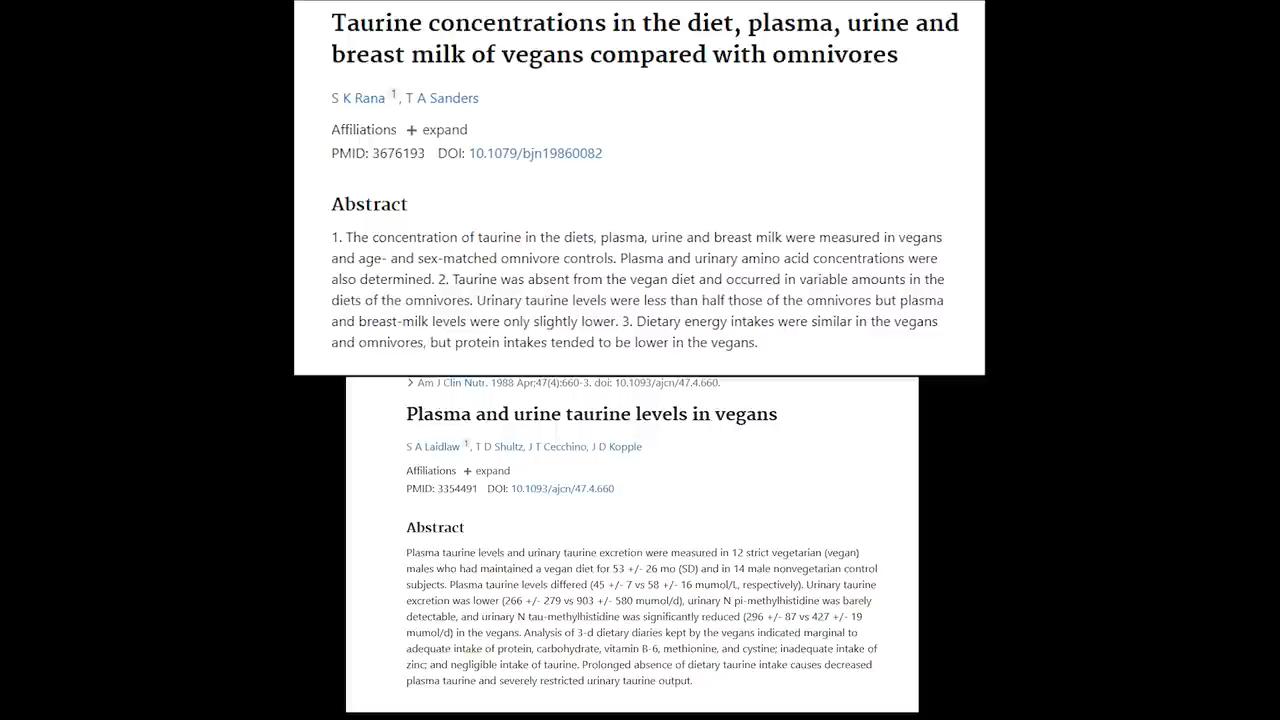 Taurine concentrations in the diet, plasma, urine and
breast milk of vegans compared with omnivores
S K Rana 1, T A Sanders
Affiliations + expand
PMID: 3676193 DOI: 10.1079/bjn19860082
Abstract
1. The concentration of taurine in the diets, plasma, urine and breast milk were measured in vegans
and age- and sex-matched omnivore controls. Plasma and urinary amino acid concentrations were
also determined. 2. Taurine was absent from the vegan diet and occurred in variable amounts in the
diets of the omnivores. Urinary taurine levels were less than half those of the omnivores but plasma
and breast-milk levels were only slightly lower. 3. Dietary energy intakes were similar in the vegans
and omnivores, but protein intakes tended to be lower in the vegans.
> Am J Clin Nutr. 1988 Apr;47(4):660-3. doi: 10.1093/ajcn/47.4.660.
Plasma and urine taurine levels in vegans
S A Laidlaw 1, T D Shultz, J T Cecchino, J D Kopple
Affiliations + expand
PMID: 3354491 DOI: 10.1093/ajcn/47.4.660
Abstract
Plasma taurine levels and urinary taurine excretion were measured in 12 strict vegetarian (vegan)
males who had maintained a vegan diet for 53 +/- 26 mo (SD) and in 14 male nonvegetarian control
subjects. Plasma taurine levels differed (45 +/- 7 vs 58 +/- 16 mumol/L, respectively). Urinary taurine
excretion was lower (266 +/- 279 vs 903 +/- 580 mumol/d), urinary N pi-methylhistidine was barely
detectable, and urinary N tau-methylhistidine was significantly reduced (296 +/- 87 vs 427 +/- 19
mumol/d) in the vegans. Analysis of 3-d dietary diaries kept by the vegans indicated marginal to
adequate intake of protein, carbohydrate, vitamin B-6, methionine, and cystine; inadequate intake of
zinc; and negligible intake of taurine. Prolonged absence of dietary taurine intake causes decreased
plasma taurine and severely restricted urinary taurine output.